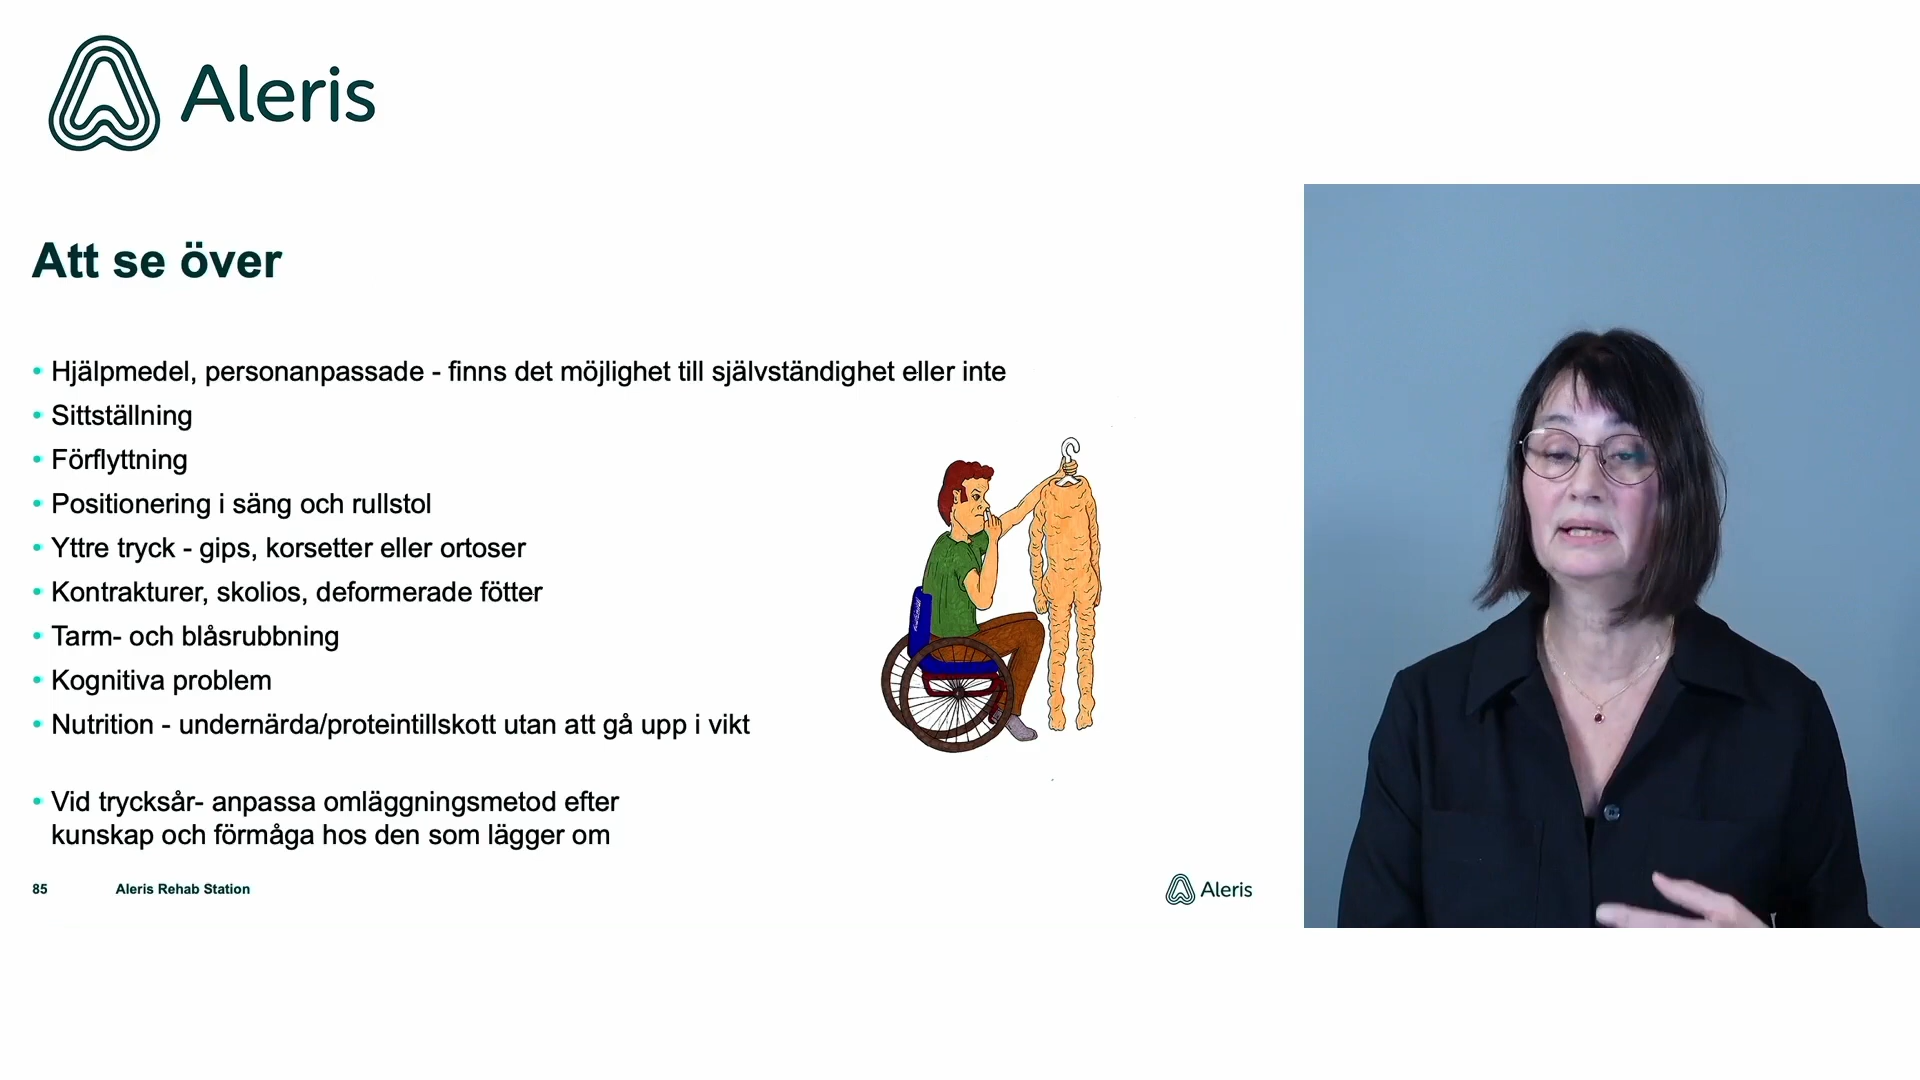 Aleris
Att se över
• Hjälpmedel, personanpassade - finns det möjlighet till självständighet eller inte
• Sittställning
• Förflyttning
• Positionering i säng och rullstol
• Yttre tryck - gips, korsetter eller ortoser
• Kontrakturer, skolios, deformerade fötter
• Tarm- och blåsrubbning
• Kognitiva problem
• Nutrition - undernärda/proteintillskott utan att gå upp i vikt
• Vid trycksår- anpassa omläggningsmetod efter
kunskap och förmåga hos den som lägger om
85 Aleris Rehab Station
Aleris